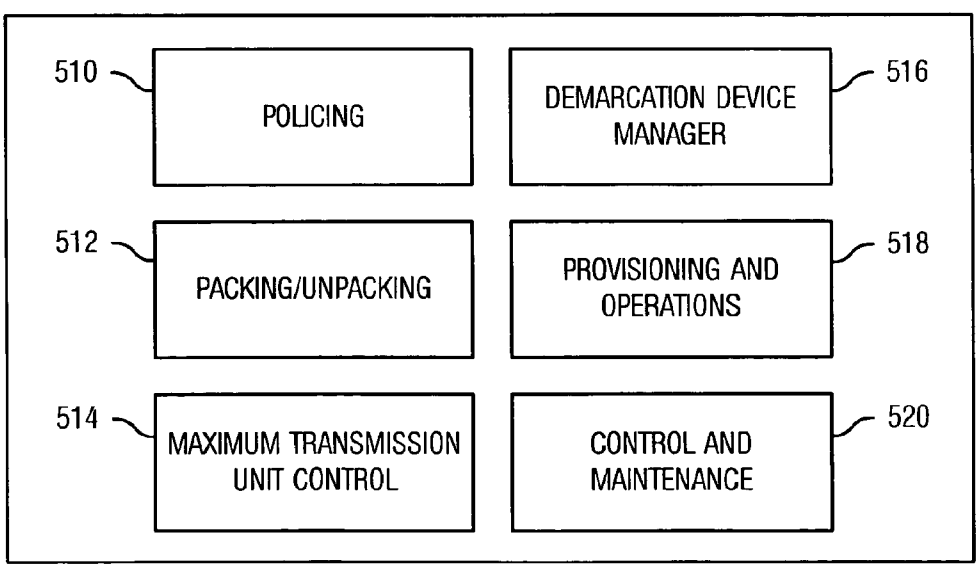 510
POLICING
516
DEMARCATION DEVICE
MANAGER
512
PACKING/UNPACKING
518
PROVISIONING AND
OPERATIONS
514
MAXIMUM TRANSMISSION
UNIT CONTROL
520
CONTROL AND
MAINTENANCE